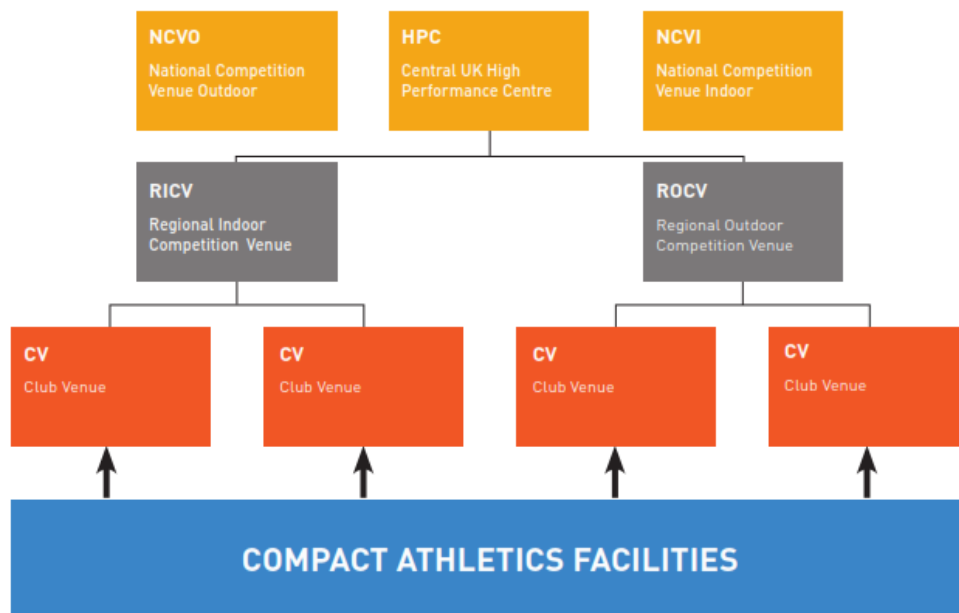 NCVO
National Competition
Venue Outdoor
HPC
Central UK High
Performance Centre
NCVI
National Competition
Venue Indoor
RICV
Regional Indoor
Competition Venue
ROCV
Regional Outdoor
Competition Venue
CV
Club Venue
CV
Club Venue
CV
Club Venue
CV
Club Venue
COMPACT ATHLETICS FACILITIES